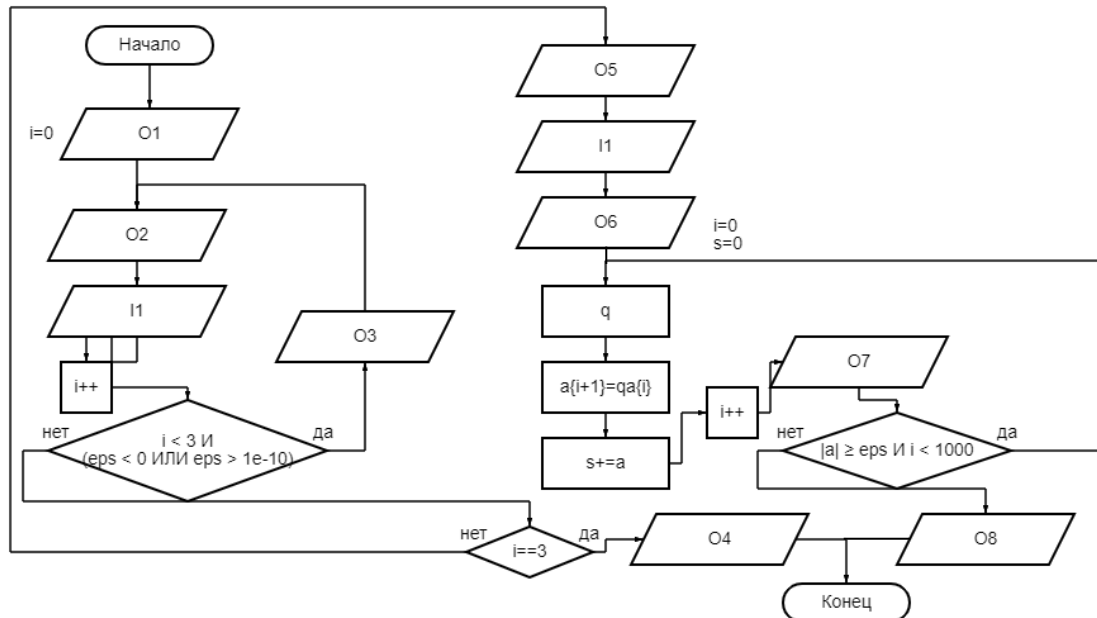 Начало
i=0
O1
O2
I1
O3
i++
нет
да
i < 3 И
(eps < 0 ИЛИ eps > 1e-10)
нет
да
i==3
O4
O5
I1
O6
i=0
s=0
q
a{i+1}=qa{i}
s+=a
i++
O7
нет
да
|a| ≥ eps И i < 1000
O8
Конец